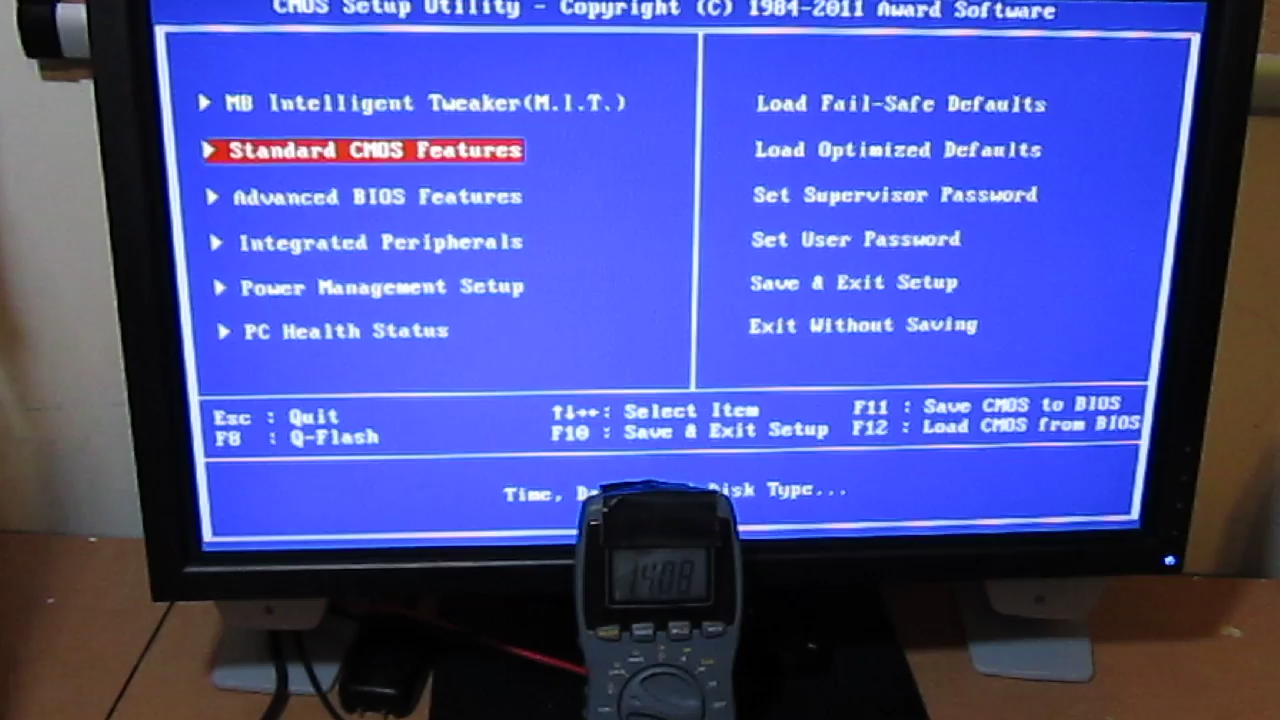 CMOS Setup Utility - Copyright (C) 1984-2011 Award Software
MB Intelligent Tweaker(M.I.T.)
Standard CMOS Features
Advanced BIOS Features
Integrated Peripherals
Power Management Setup
PC Health Status
Load Fail-Safe Defaults
Load Optimized Defaults
Set Supervisor Password
Set User Password
Save & Exit Setup
Exit Without Saving
Esc : Quit
F8 : Q-Flash
↑↓→←: Select Item
F10 : Save & Exit Setup
F11 : Save CMOS to BIOS
F12 : Load CMOS from BIOS
Time, Disk Type...
1408